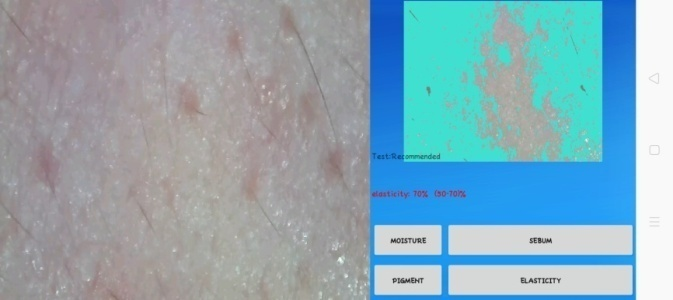 Test:Recommended
elasticity: 70% (50-70)%
MOISTURE
SEBUM
PIGMENT
ELASTICITY